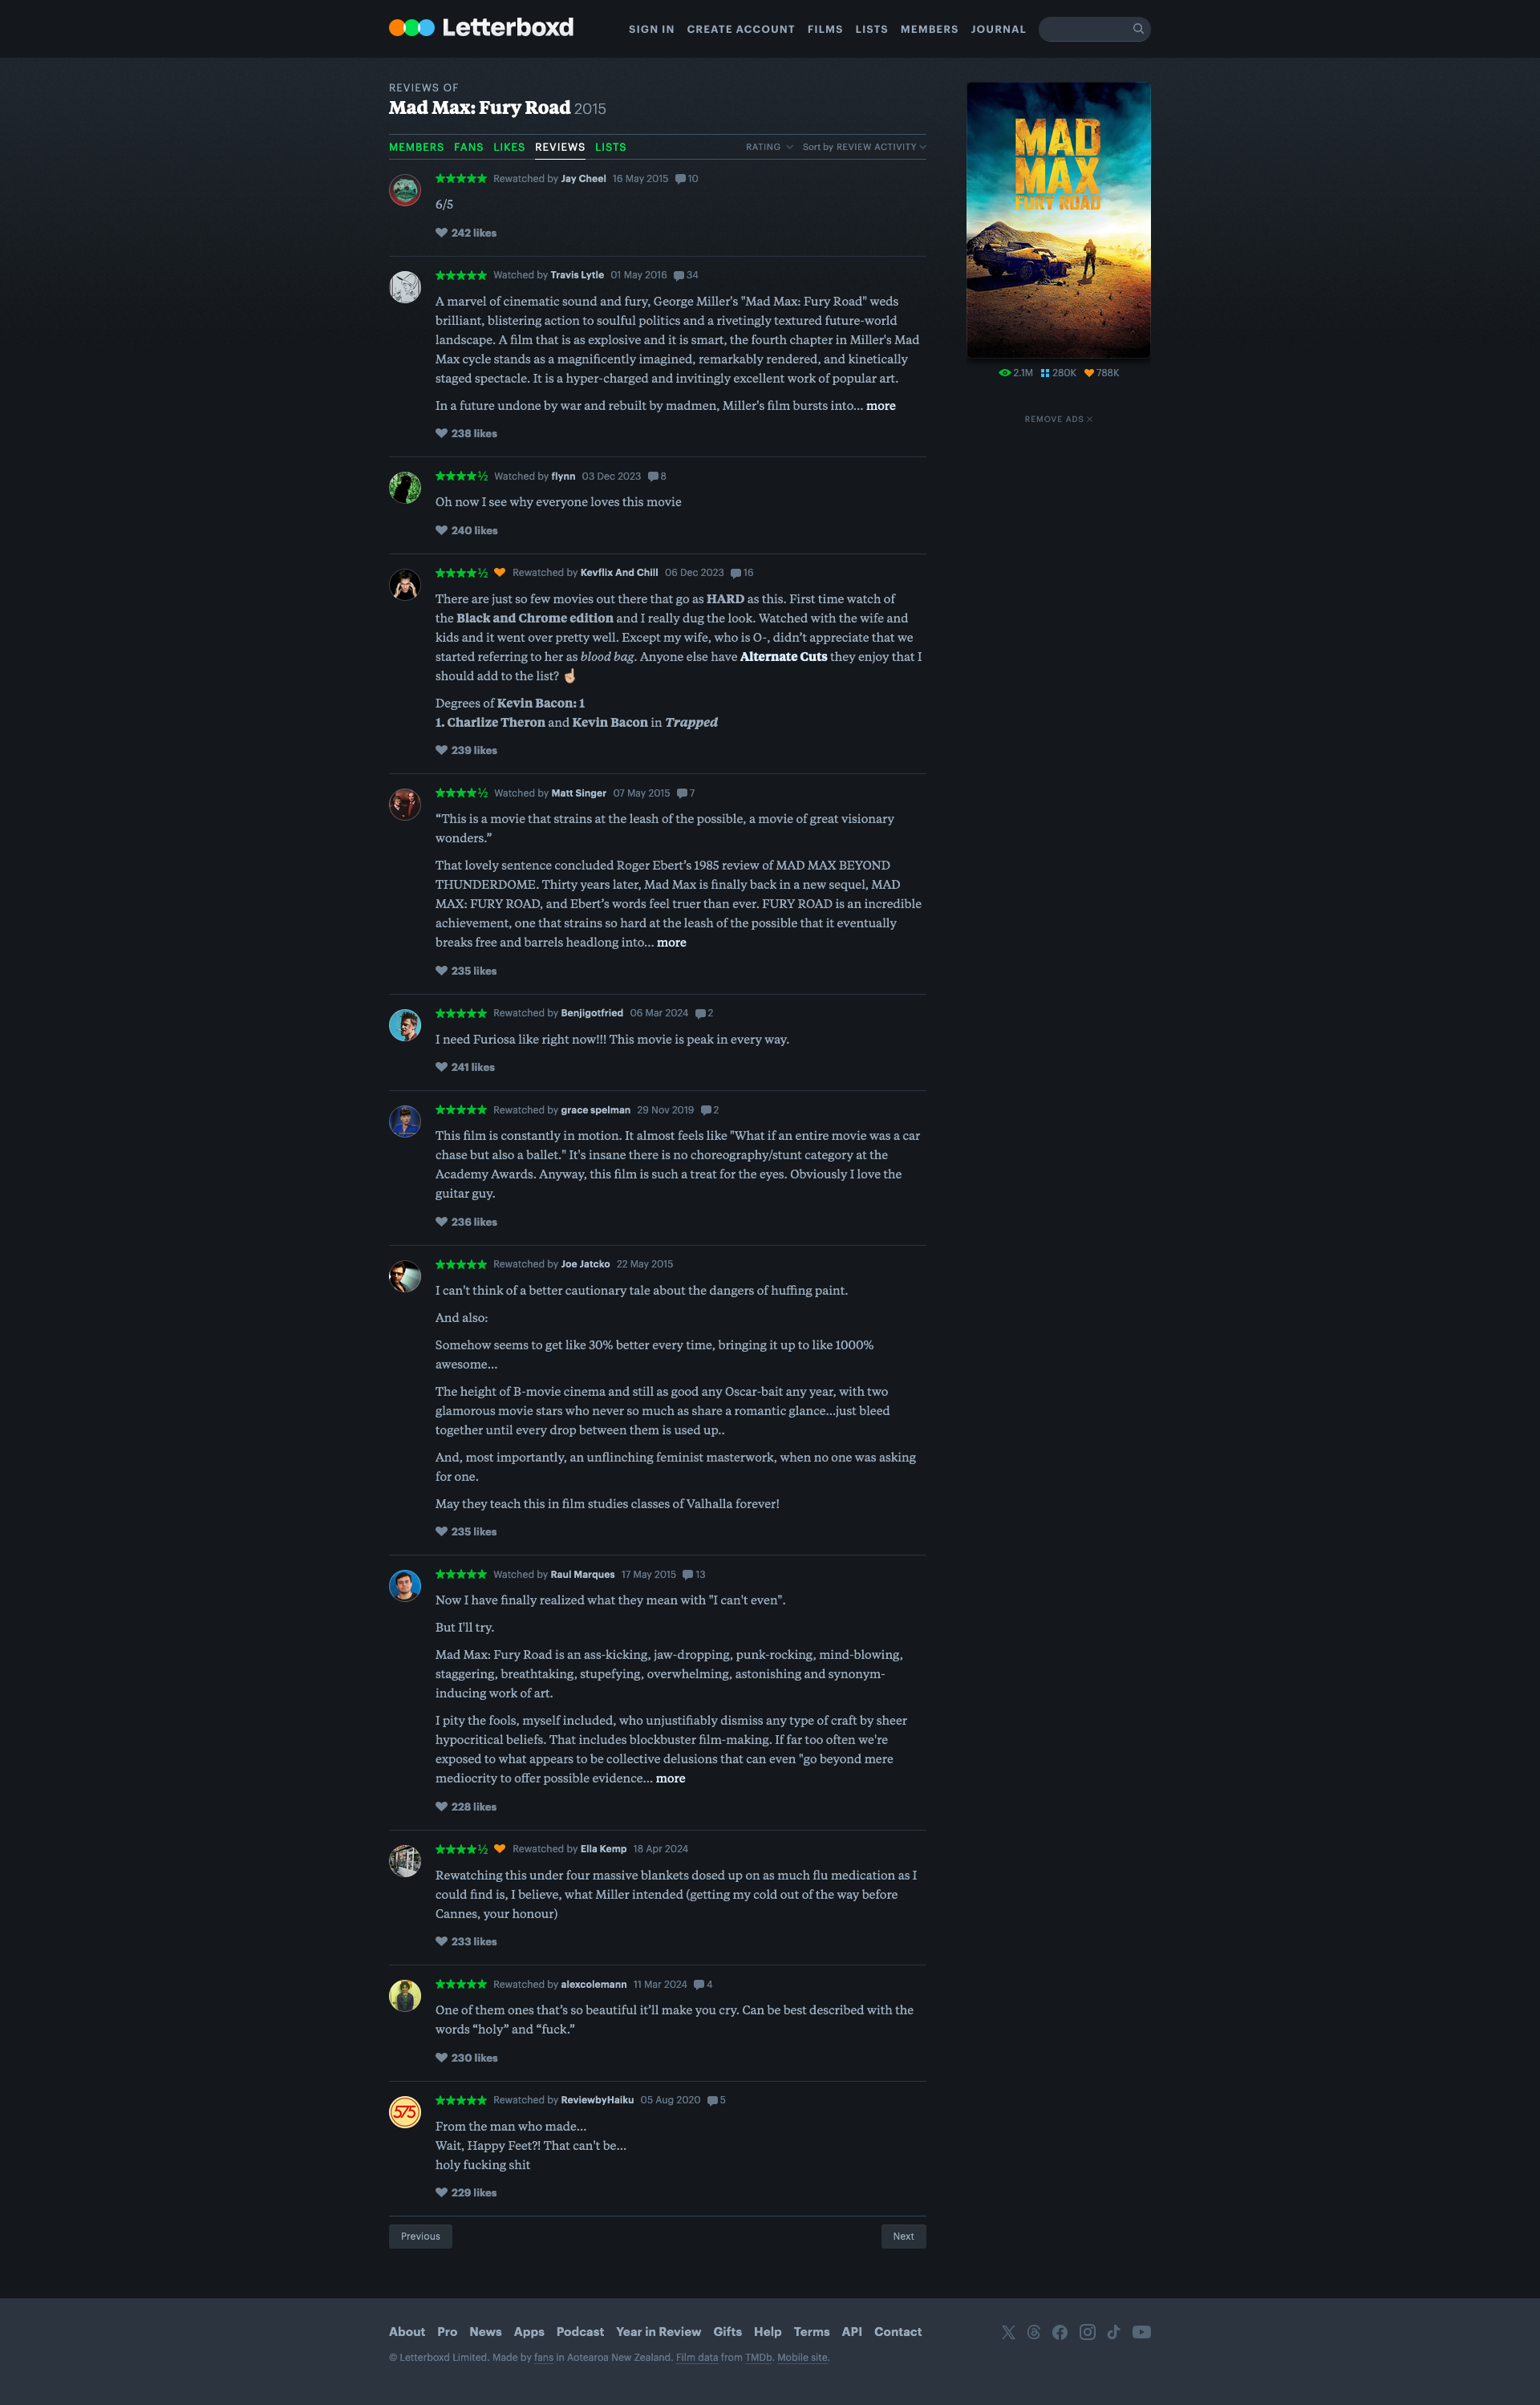 Letterboxd
SIGN IN CREATE ACCOUNT FILMS LISTS MEMBERS JOURNAL
REVIEWS OF
Mad Max: Fury Road 2015
MEMBERS FANS LIKES REVIEWS LISTS RATING Sort by REVIEW ACTIVITY
★★★★★ Rewatched by Jay Cheel 16 May 2015 10
6/5
242 likes
★★★★★ Watched by Travis Lytle 01 May 2016 34
A marvel of cinematic sound and fury, George Miller's "Mad Max: Fury Road" weds
brilliant, blistering action to soulful politics and a rivetingly textured future-world
landscape. A film that is as explosive and it is smart, the fourth chapter in Miller's Mad
Max cycle stands as a magnificently imagined, remarkably rendered, and kinetically
staged spectacle. It is a hyper-charged and invitingly excellent work of popular art.
In a future undone by war and rebuilt by madmen, Miller's film bursts into... more
238 likes
★★★★½ Watched by flynn 03 Dec 2023 8
Oh now I see why everyone loves this movie
240 likes
★★★★½ Rewatched by Kevflix And Chill 06 Dec 2023 16
There are just so few movies out there that go as HARD as this. First time watch of
the Black and Chrome edition and I really dug the look. Watched with the wife and
kids and it went over pretty well. Except my wife, who is O-, didn’t appreciate that we
started referring to her as blood bag. Anyone else have Alternate Cuts they enjoy that I
should add to the list? ☝🏼
Degrees of Kevin Bacon: 1
1. Charlize Theron and Kevin Bacon in Trapped
239 likes
★★★★½ Watched by Matt Singer 07 May 2015 7
“This is a movie that strains at the leash of the possible, a movie of great visionary
wonders.”
That lovely sentence concluded Roger Ebert’s 1985 review of MAD MAX BEYOND
THUNDERDOME. Thirty years later, Mad Max is finally back in a new sequel, MAD
MAX: FURY ROAD, and Ebert’s words feel truer than ever. FURY ROAD is an incredible
achievement, one that strains so hard at the leash of the possible that it eventually
breaks free and barrels headlong into... more
235 likes
★★★★★ Rewatched by Benjigotfried 06 Mar 2024 2
I need Furiosa like right now!!! This movie is peak in every way.
241 likes
★★★★★ Rewatched by grace spelman 29 Nov 2019 2
This film is constantly in motion. It almost feels like "What if an entire movie was a car
chase but also a ballet." It's insane there is no choreography/stunt category at the
Academy Awards. Anyway, this film is such a treat for the eyes. Obviously I love the
guitar guy.
236 likes
★★★★★ Rewatched by Joe Jatcko 22 May 2015
I can't think of a better cautionary tale about the dangers of huffing paint.
And also:
Somehow seems to get like 30% better every time, bringing it up to like 1000%
awesome...
The height of B-movie cinema and still as good any Oscar-bait any year, with two
glamorous movie stars who never so much as share a romantic glance...just bleed
together until every drop between them is used up..
And, most importantly, an unflinching feminist masterwork, when no one was asking
for one.
May they teach this in film studies classes of Valhalla forever!
235 likes
★★★★★ Watched by Raul Marques 17 May 2015 13
Now I have finally realized what they mean with "I can't even".
But I'll try.
Mad Max: Fury Road is an ass-kicking, jaw-dropping, punk-rocking, mind-blowing,
staggering, breathtaking, stupefying, overwhelming, astonishing and synonym-
inducing work of art.
I pity the fools, myself included, who unjustifiably dismiss any type of craft by sheer
hypocritical beliefs. That includes blockbuster film-making. If far too often we're
exposed to what appears to be collective delusions that can even "go beyond mere
mediocrity to offer possible evidence... more
228 likes
★★★★½ Rewatched by Ella Kemp 18 Apr 2024
Rewatching this under four massive blankets dosed up on as much flu medication as I
could find is, I believe, what Miller intended (getting my cold out of the way before
Cannes, your honour)
233 likes
★★★★★ Rewatched by alexcolemann 11 Mar 2024 4
One of them ones that’s so beautiful it’ll make you cry. Can be best described with the
words “holy” and “fuck.”
230 likes
575
★★★★★ Rewatched by ReviewbyHaiku 05 Aug 2020 5
From the man who made...
Wait, Happy Feet?! That can't be...
holy fucking shit
229 likes
Previous Next
MAD
MAX
FURY ROAD
2.1M 280K 788K
REMOVE ADS
About Pro News Apps Podcast Year in Review Gifts Help Terms API Contact
© Letterboxd Limited. Made by fans in Aotearoa New Zealand. Film data from TMDb. Mobile site.